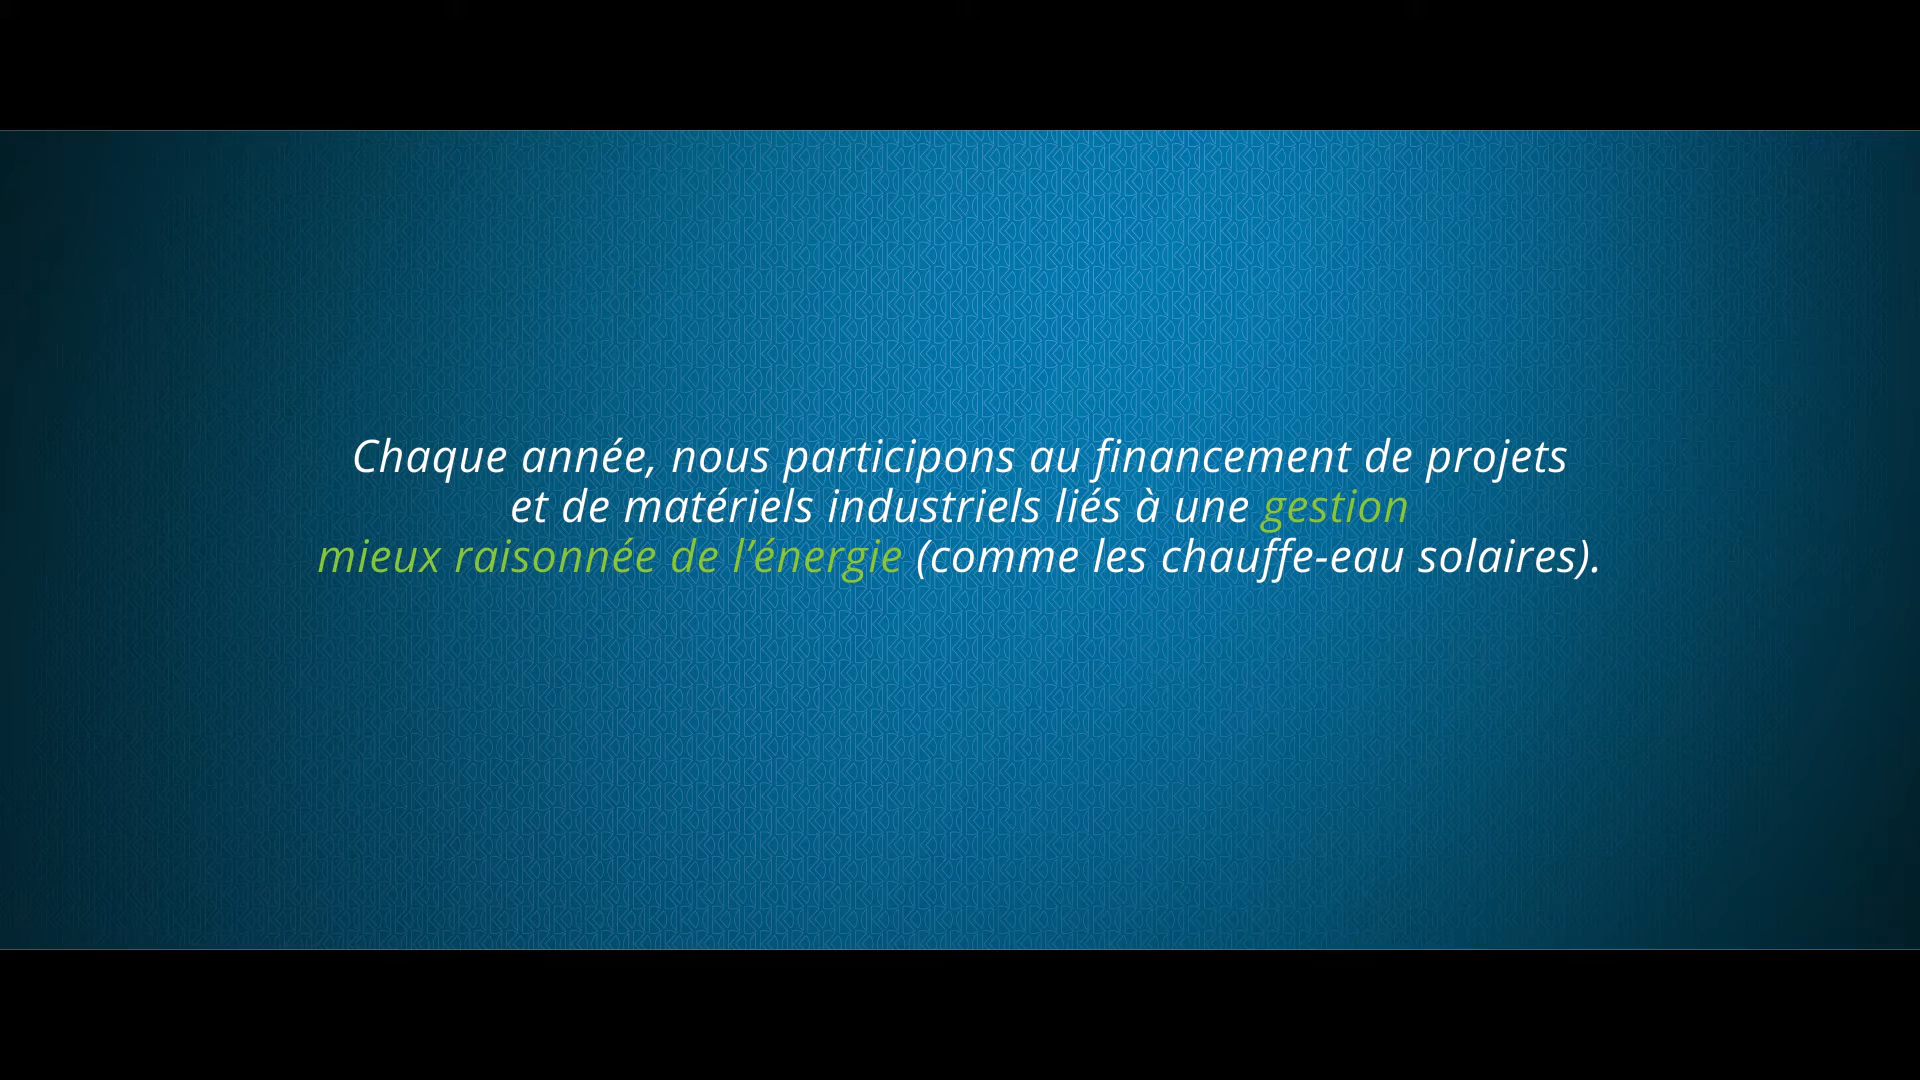 Chaque année, nous participons au financement de projets
et de matériels industriels liés à une gestion
mieux raisonnée de l’énergie (comme les chauffe-eau solaires).